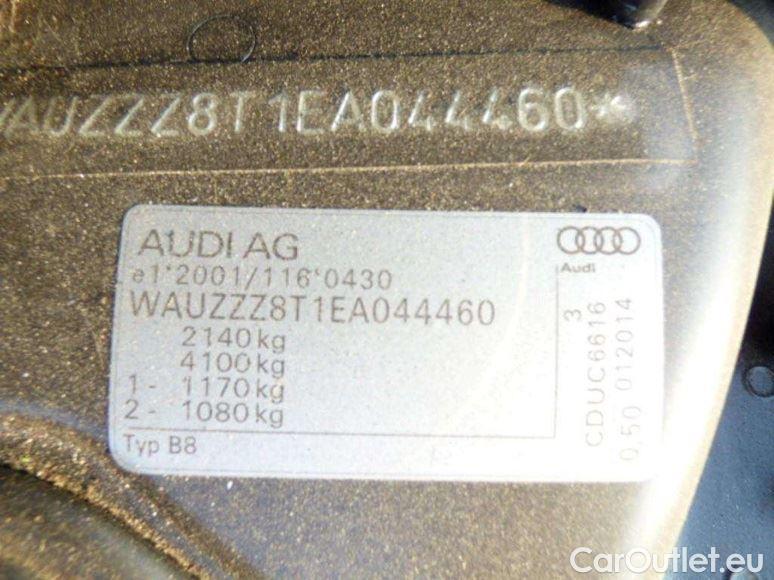 WAUZZZ8T1EA044460*
AUDI AG
Audi
e1*2001/116*0430
WAUZZZ8T1EA044460
2140kg
4100kg
1- 1170kg
2- 1080kg
Typ B8
3
CDUC6616
0,50 012014
CarOutlet.eu